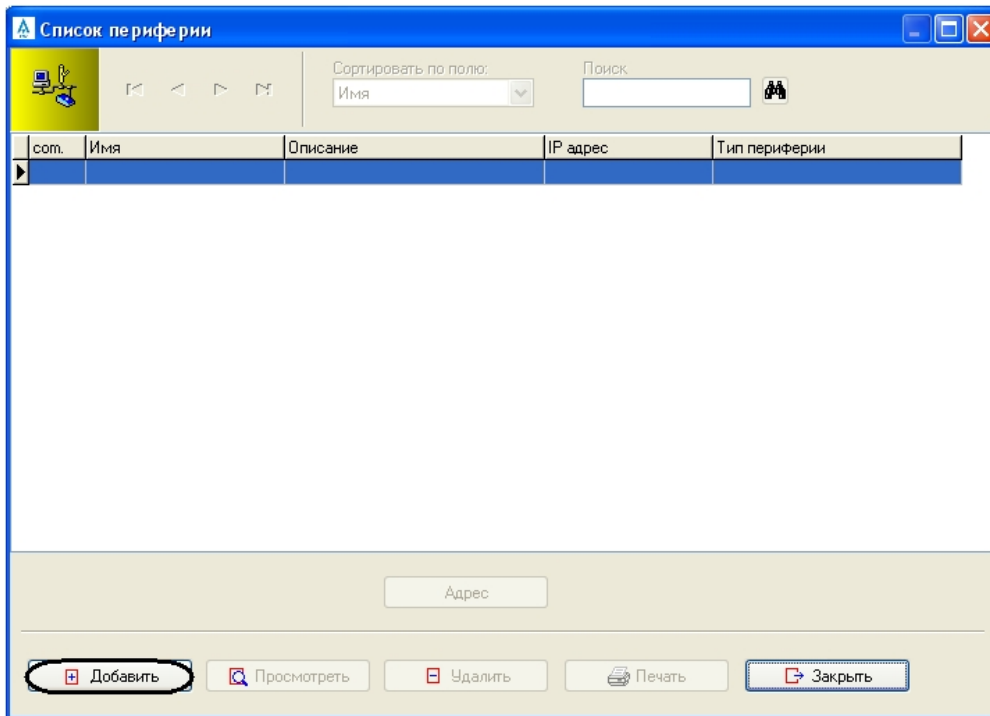 Список периферии
Сортировать по полю:
Поиск
Имя
com.
Имя
Описание
IP адрес
Тип периферии
Адрес
Добавить
Просмотреть
Удалить
Печать
Закрыть